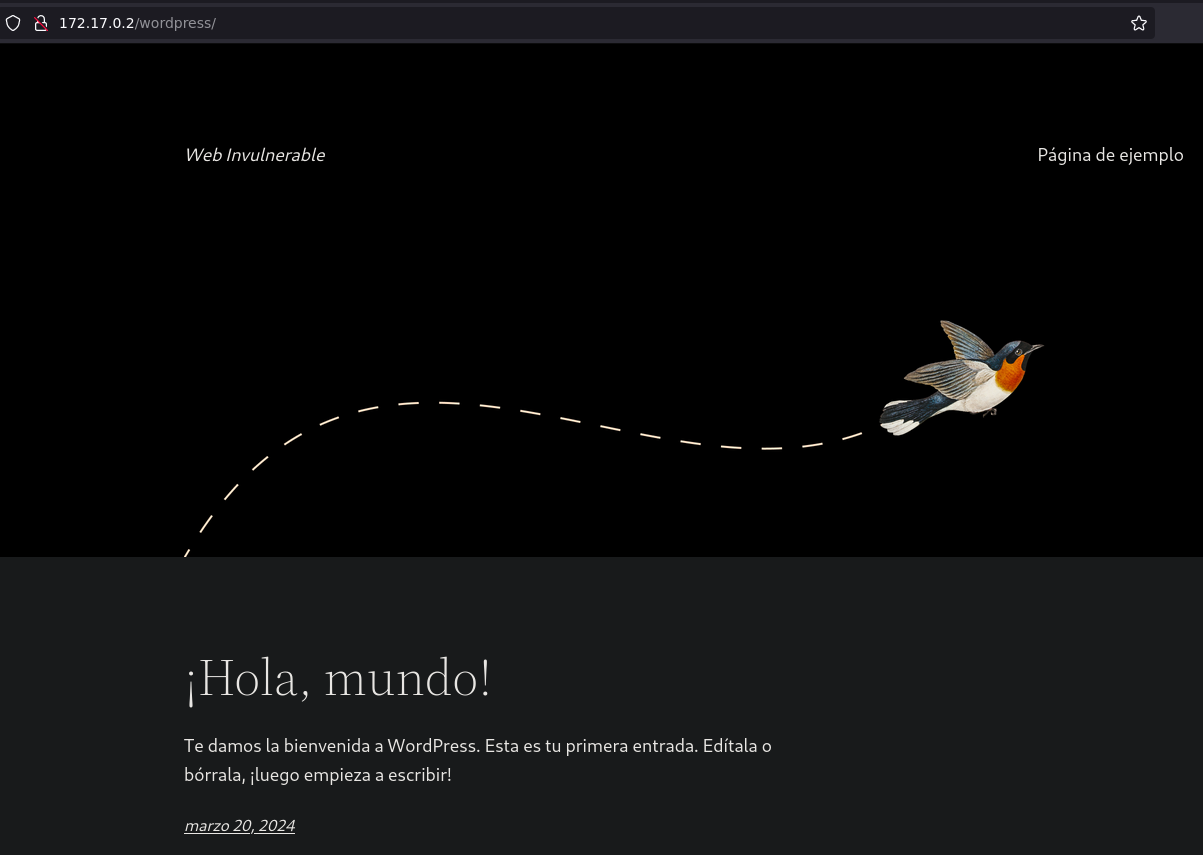 172.17.0.2/wordpress/
Web Invulnerable
Página de ejemplo
¡Hola, mundo!
Te damos la bienvenida a WordPress. Esta es tu primera entrada. Edítala o
bórrala, ¡luego empieza a escribir!
marzo 20, 2024